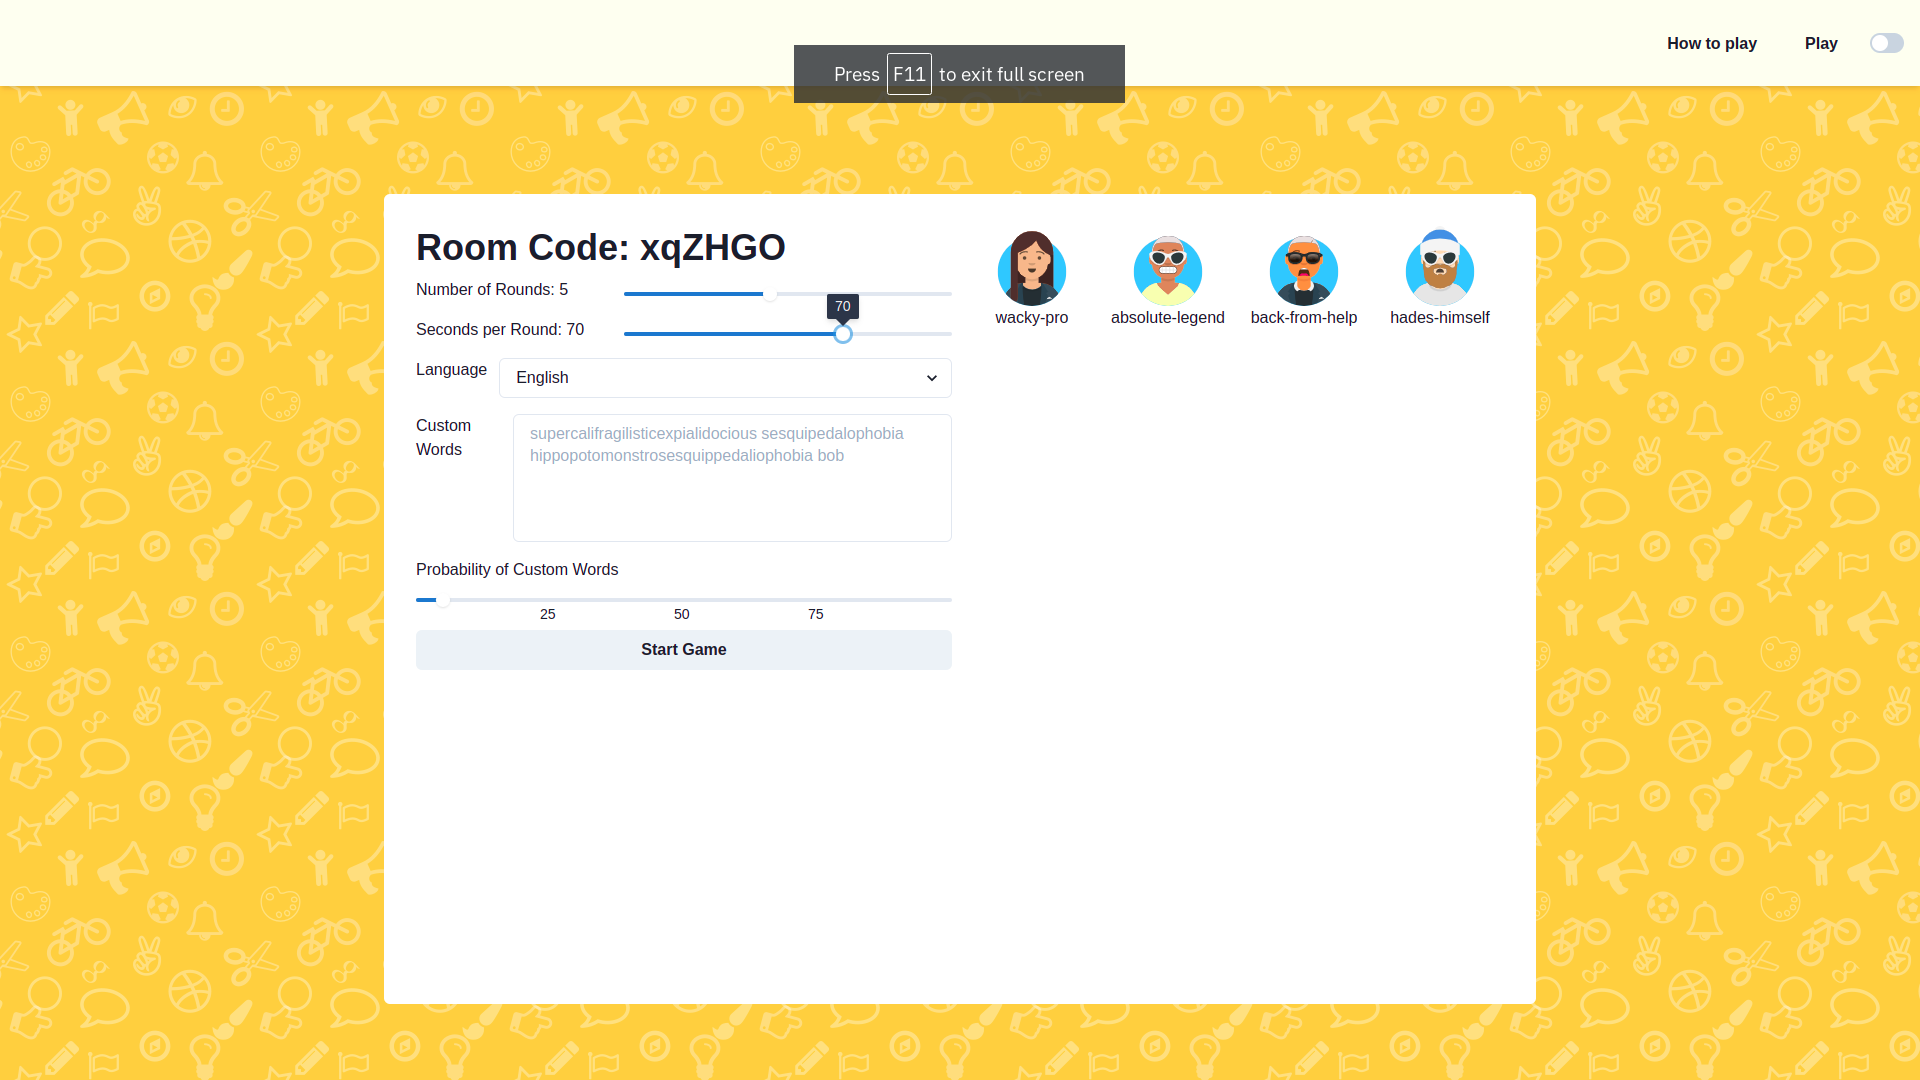 How to play
Play
Press F11 to exit full screen
Room Code: xqZHGO
Number of Rounds: 5
70
Seconds per Round: 70
Language
English
Custom
Words
supercalifragilisticexpialidocious sesquipedalophobia
hippopotomonstrosesquippedaliophobia bob
Probability of Custom Words
25 50 75
Start Game
wacky-pro
absolute-legend
back-from-help
hades-himself